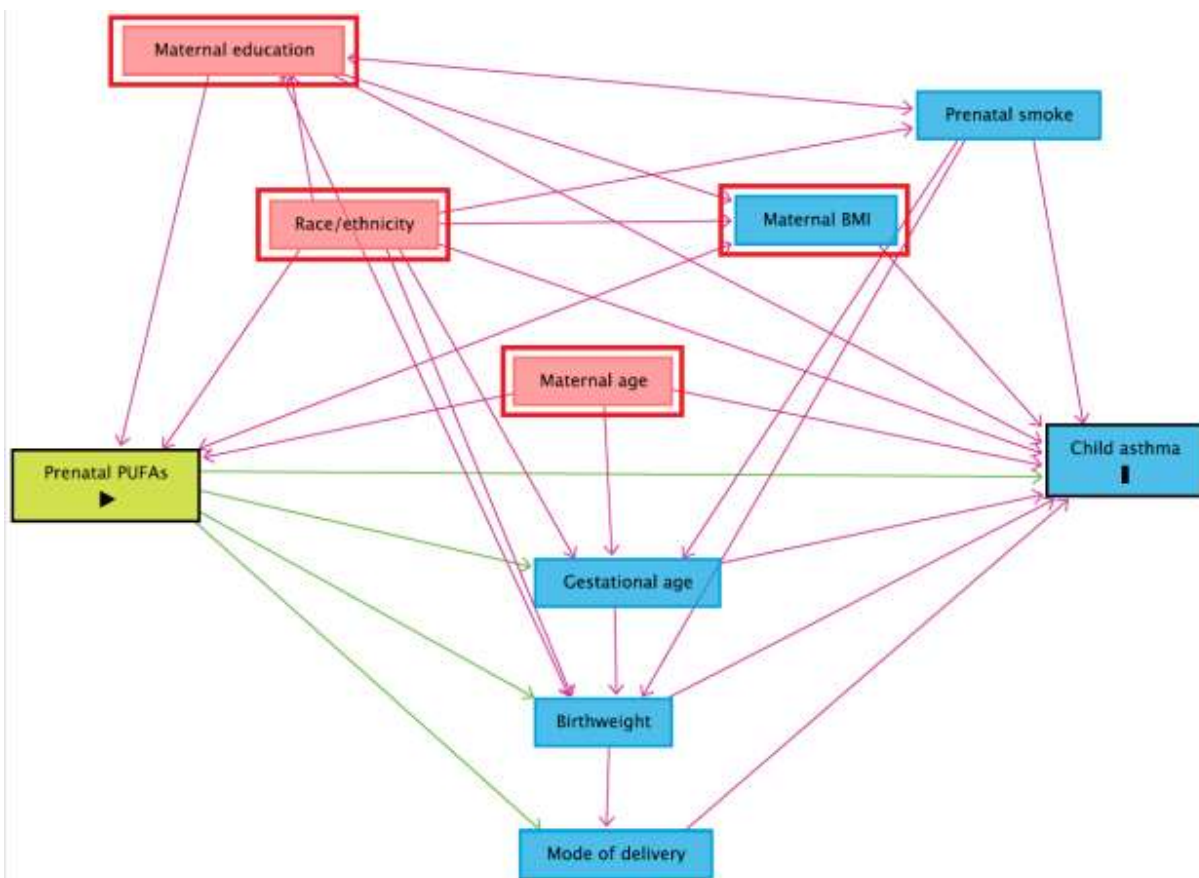 Maternal education
Prenatal smoke
Race/ethnicity
Maternal BMI
Maternal age
Prenatal PUFAs
Child asthma
Gestational age
Birthweight
Mode of delivery